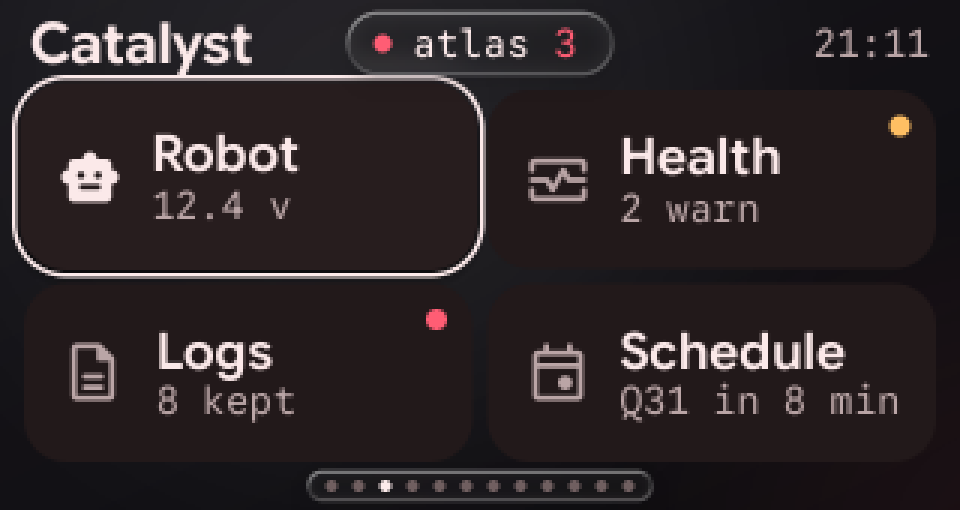 Catalyst
atlas 3
21:11
Robot
12.4 v
Health
2 warn
Logs
8 kept
Schedule
Q31 in 8 min